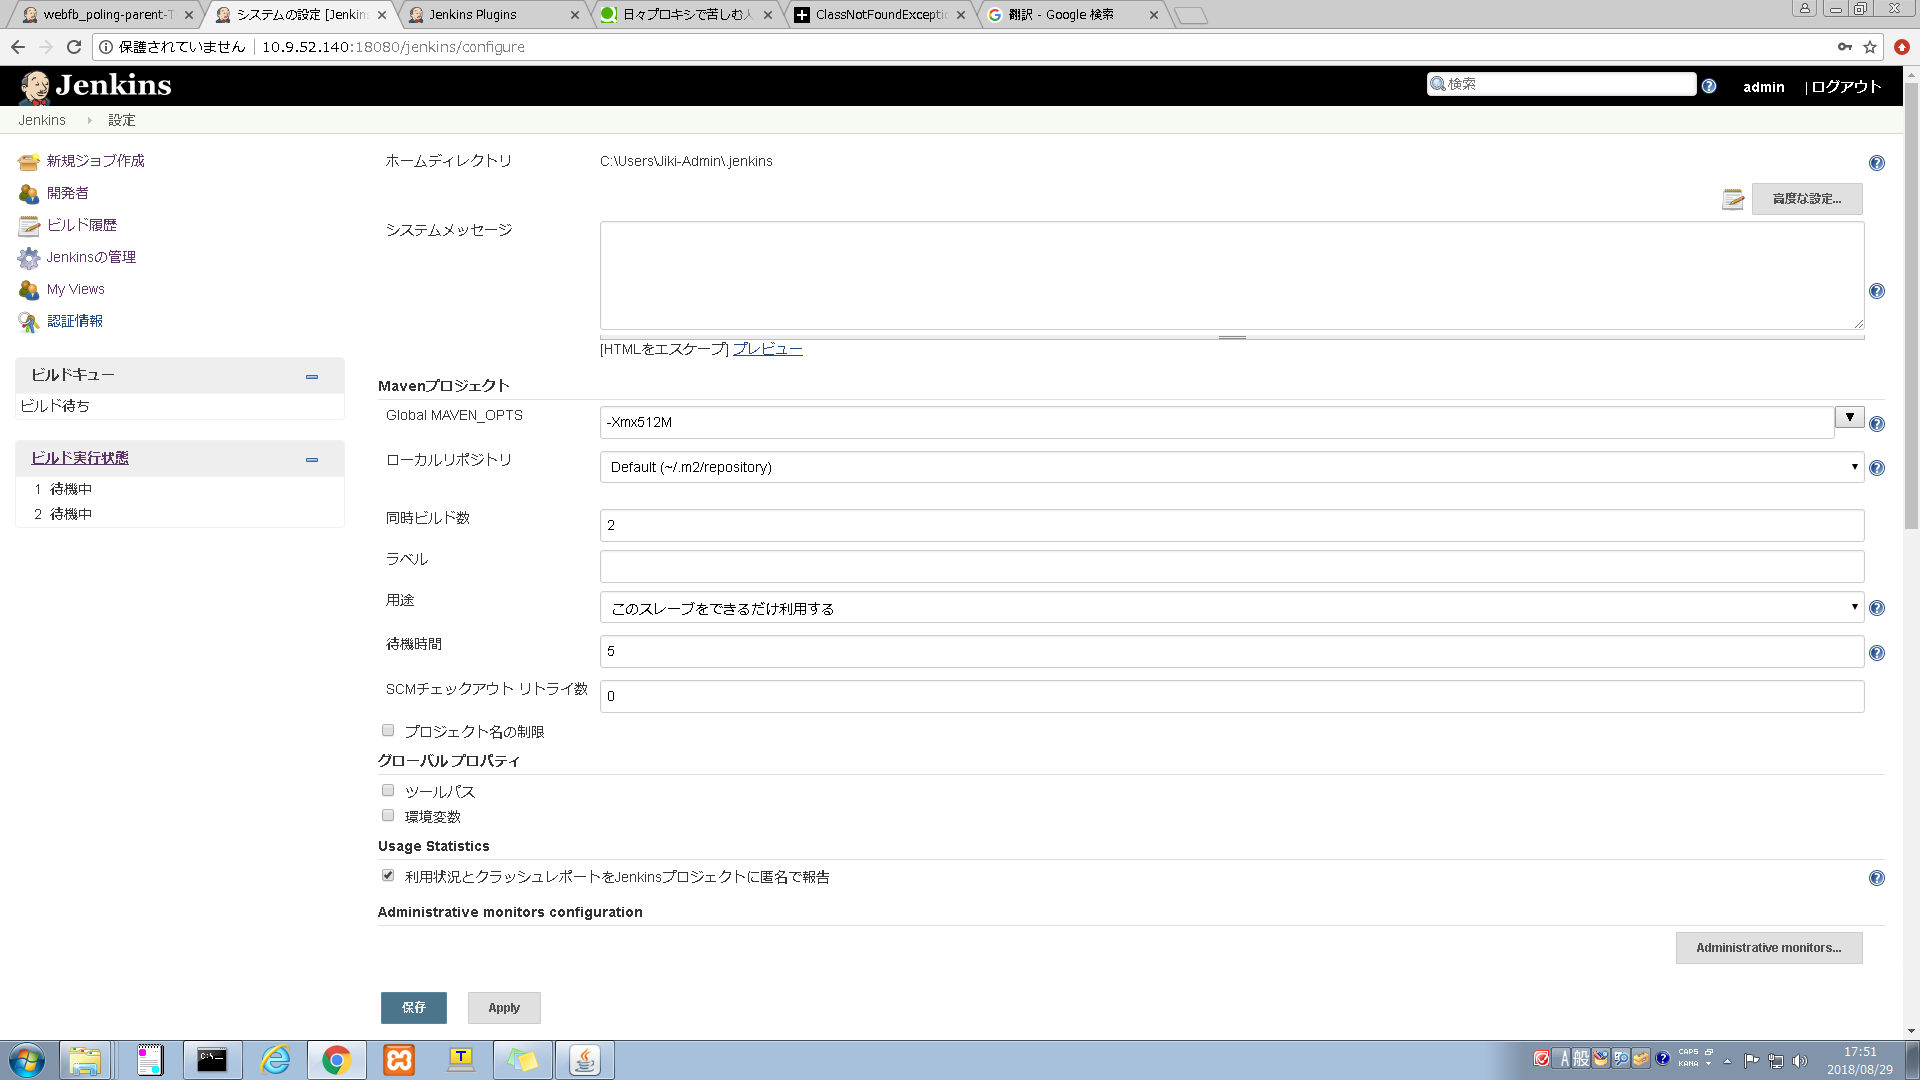 webfb_poling-parent-T
システムの設定 [Jenkin
Jenkins Plugins
日々プロキシで苦しむ人
ClassNotFoundExceptio
翻訳 - Google 検索
保護されていません
10.9.52.140:18080/jenkins/configure
Jenkins
検索
admin
| ログアウト
Jenkins
設定
新規ジョブ作成
開発者
ビルド履歴
Jenkinsの管理
My Views
認証情報
ビルドキュー
ビルド待ち
ビルド実行状態
1 待機中
2 待機中
ホームディレクトリ
C:\Users\Jiki-Admin\.jenkins
高度な設定...
システムメッセージ
[HTMLをエスケープ] プレビュー
Mavenプロジェクト
Global MAVEN_OPTS
-Xmx512M
ローカルリポジトリ
Default (~/.m2/repository)
同時ビルド数
2
ラベル
用途
このスレーブをできるだけ利用する
待機時間
5
SCMチェックアウト リトライ数
0
プロジェクト名の制限
グローバル プロパティ
ツールパス
環境変数
Usage Statistics
利用状況とクラッシュレポートをJenkinsプロジェクトに匿名で報告
Administrative monitors configuration
Administrative monitors...
保存
Apply
C:\._
T
A 般
CAPS
KANA
17:51
2018/08/29